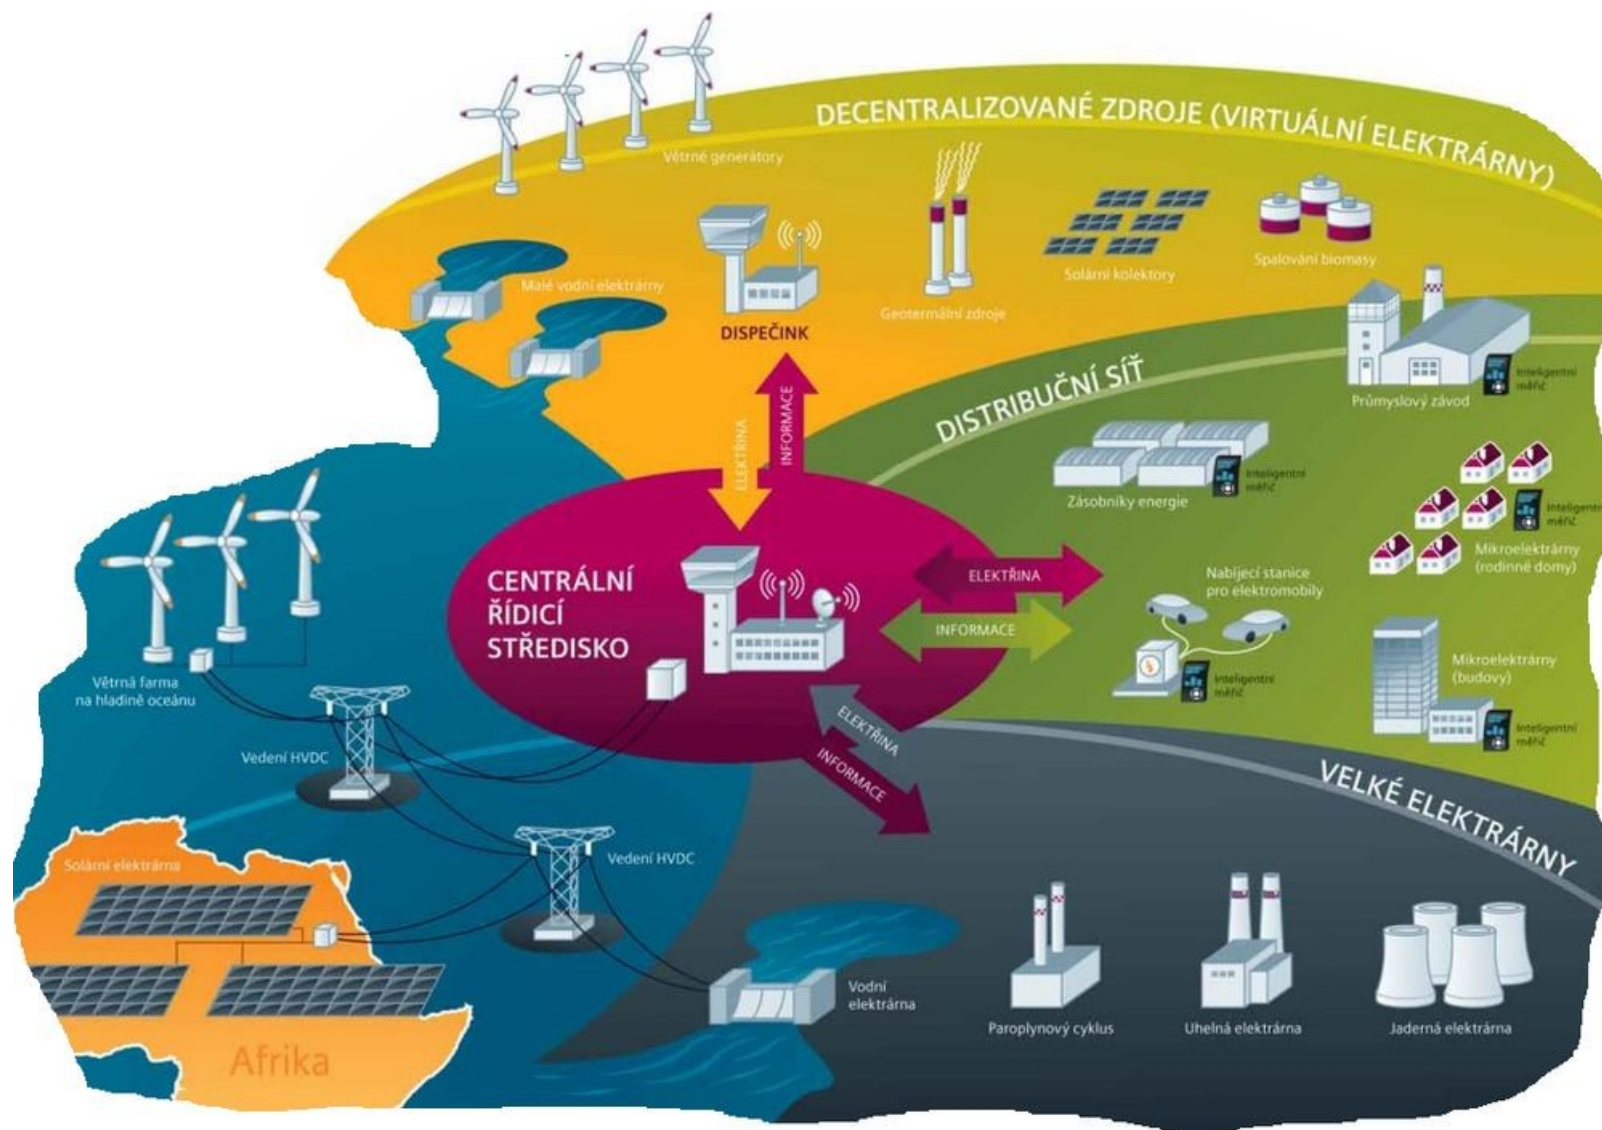 DECENTRALIZOVANÉ ZDROJE (VIRTUÁLNÍ ELEKTRÁRNY)
Větrné generátory
Malé vodní elektrárny
DISPEČINK
Geotermální zdroje
Solární kolektory
Spalování biomasy
ELEKTŘINA
INFORMACE
DISTRIBUČNÍ SÍŤ
Inteligentní
měřič
Průmyslový závod
Inteligentní
měřič
Zásobníky energie
Inteligentní
měřič
Mikroelektrárny
(rodinné domy)
Nabíjecí stanice
pro elektromobily
Inteligentní
měřič
Mikroelektrárny
(budovy)
Inteligentní
měřič
CENTRÁLNÍ
ŘÍDICÍ
STŘEDISKO
ELEKTŘINA
INFORMACE
ELEKTŘINA
INFORMACE
Větrná farma
na hladině oceánu
Vedení HVDC
Vedení HVDC
Solární elektrárna
Afrika
VELKÉ ELEKTRÁRNY
Vodní
elektrárna
Paroplynový cyklus
Uhelná elektrárna
Jaderná elektrárna